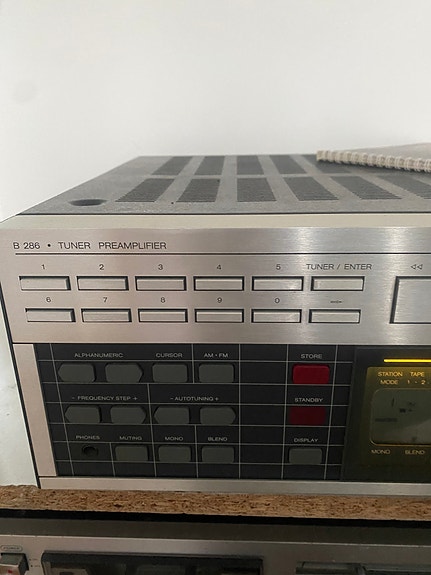 B 286 • TUNER PREAMPLIFIER
1 2 3 4 5 TUNER / ENTER
6 7 8 9 0
ALPHANUMERIC CURSOR AM • FM STORE
- FREQUENCY STEP + - AUTOTUNING + STANDBY
PHONES MUTING MONO BLEND DISPLAY
STATION TAPE
MODE 1 - 2
MONO BLEND